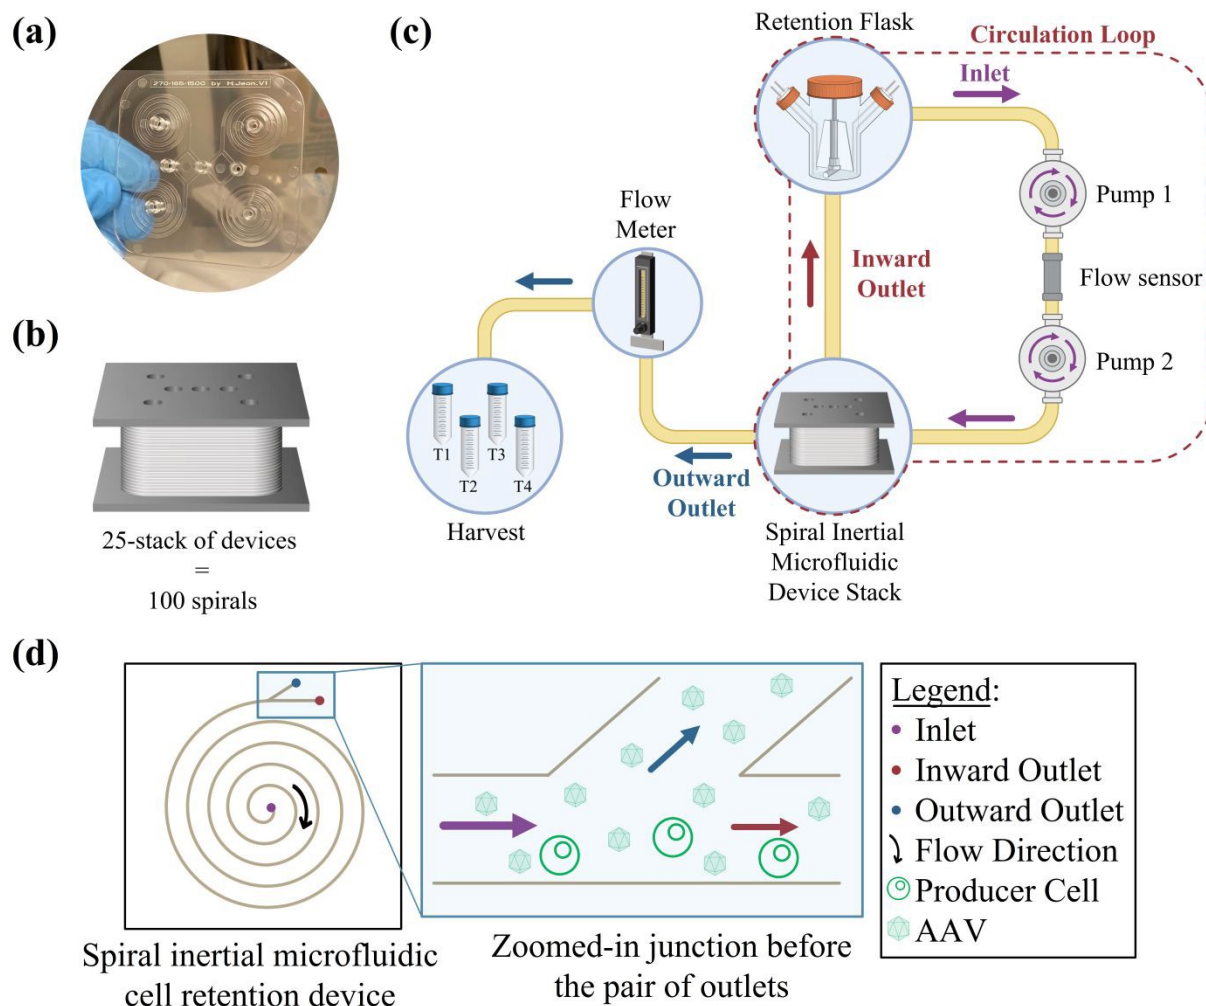 (a)
270-165-1500 by H.Jeon.V1
(b)
25-stack of devices
=
100 spirals
(c)
Retention Flask
Circulation Loop
Inlet
Pump 1
Flow sensor
Pump 2
Inward
Outlet
Flow
Meter
T1
T3
T2
T4
Harvest
Outward
Outlet
Spiral Inertial
Microfluidic
Device Stack
(d)
Spiral inertial microfluidic
cell retention device
Zoomed-in junction before
the pair of outlets
Legend:
Inlet
Inward Outlet
Outward Outlet
Flow Direction
Producer Cell
AAV